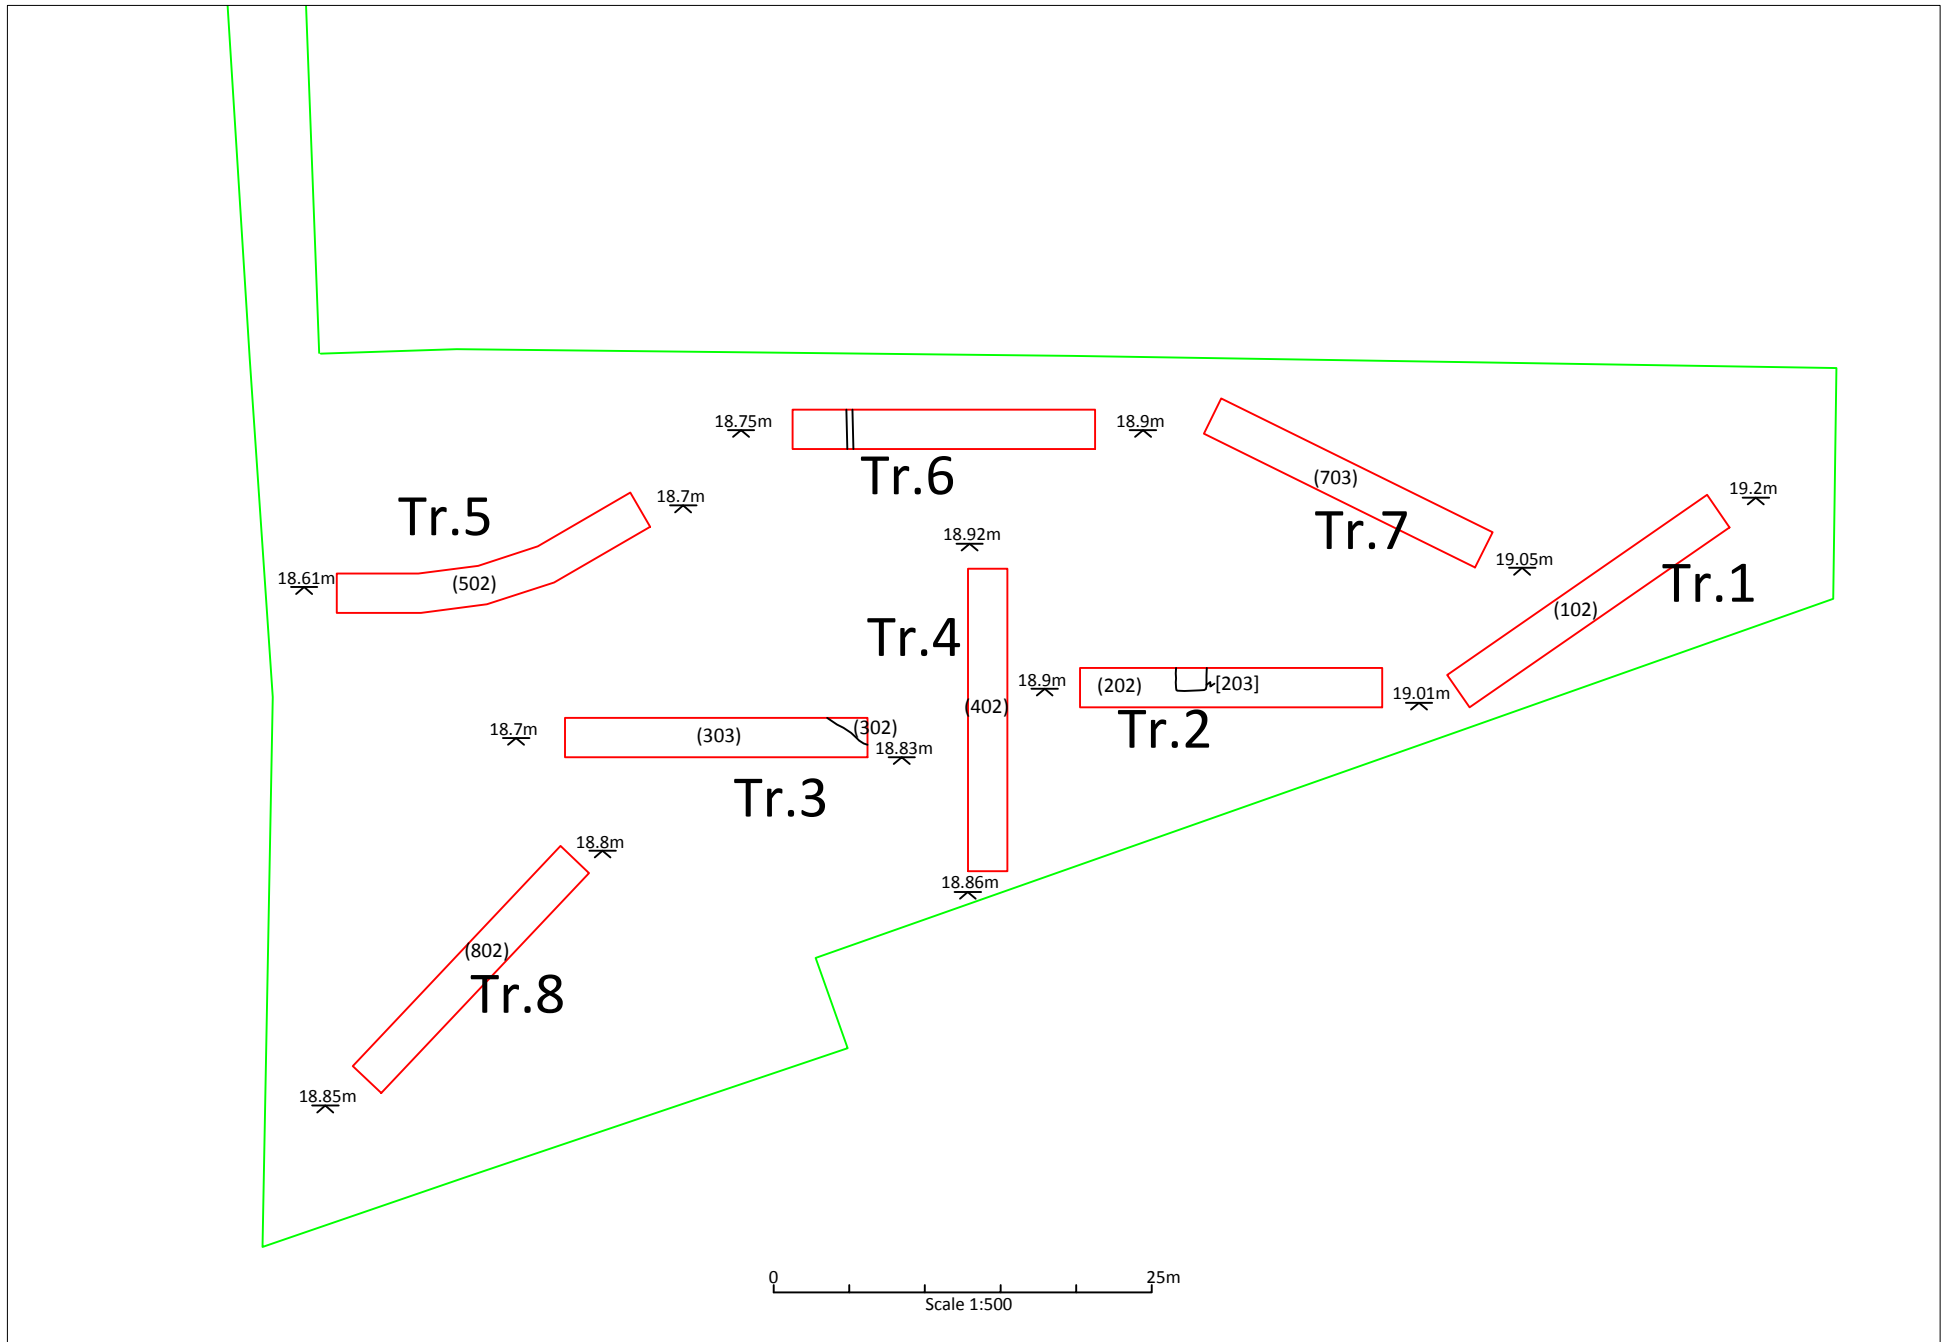 18.75m
18.9m
Tr.6
(703)
18.7m
19.2m
Tr.5
Tr.7
18.92m
19.05m
18.61m
(502)
Tr.1
(102)
Tr.4
18.9m
(202)
[203]
19.01m
(402)
Tr.2
18.7m
(303)
(302)
18.83m
Tr.3
18.8m
18.86m
(802)
Tr.8
18.85m
0
25m
Scale 1:500